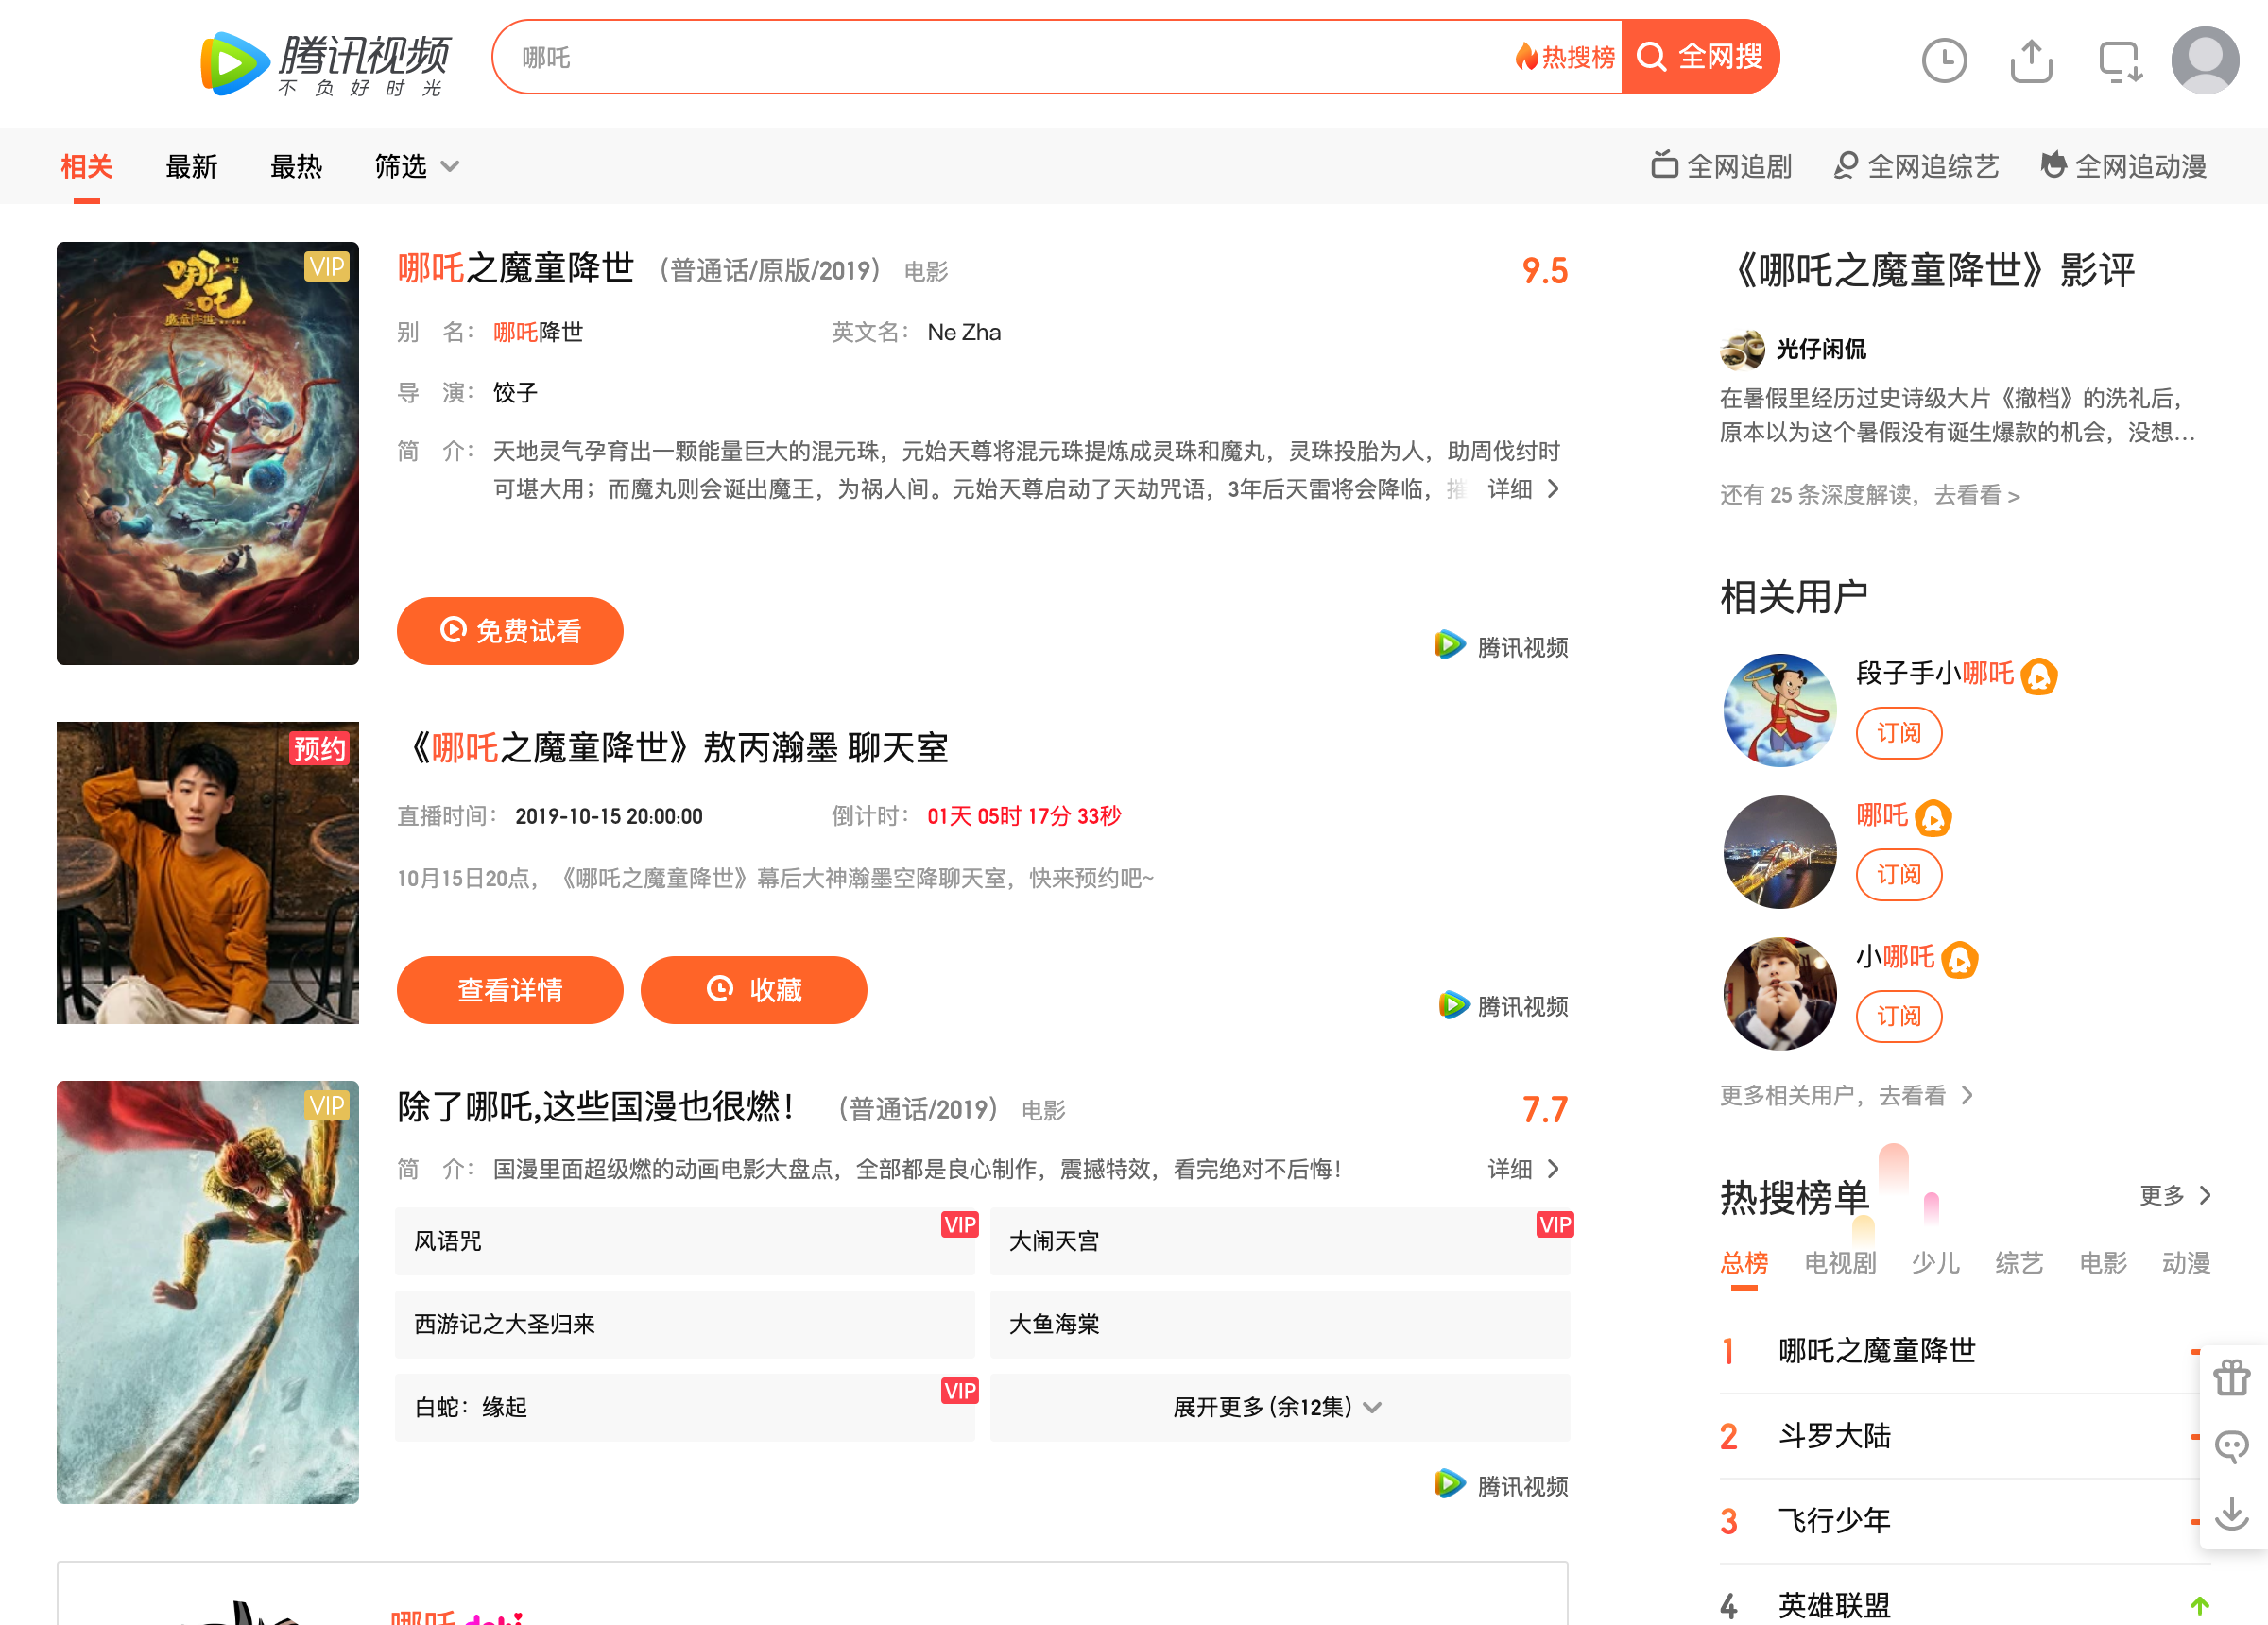 腾讯视频
不负好时光
哪吒
热搜榜
全网搜
相关 最新 最热 筛选
全网追剧 全网追综艺 全网追动漫
VIP
哪吒之魔童降世
哪吒之魔童降世 （普通话/原版/2019） 电影
9.5
别 名： 哪吒降世 英文名： Ne Zha
导 演： 饺子
简 介： 天地灵气孕育出一颗能量巨大的混元珠，元始天尊将混元珠提炼成灵珠和魔丸，灵珠投胎为人，助周伐纣时
可堪大用；而魔丸则会诞出魔王，为祸人间。元始天尊启动了天劫咒语，3年后天雷将会降临，摧 详细
免费试看
腾讯视频
预约
《哪吒之魔童降世》敖丙瀚墨 聊天室
直播时间： 2019-10-15 20:00:00 倒计时： 01天 05时 17分 33秒
10月15日20点，《哪吒之魔童降世》幕后大神瀚墨空降聊天室，快来预约吧~
查看详情 收藏
腾讯视频
VIP
除了哪吒,这些国漫也很燃！ （普通话/2019） 电影
7.7
简 介： 国漫里面超级燃的动画电影大盘点，全部都是良心制作，震撼特效，看完绝对不后悔！ 详细
风语咒 VIP 大闹天宫 VIP
西游记之大圣归来 大鱼海棠
白蛇：缘起 VIP 展开更多 (余12集)
腾讯视频
哪吒
《哪吒之魔童降世》影评
光仔闲侃
在暑假里经历过史诗级大片《撤档》的洗礼后，
原本以为这个暑假没有诞生爆款的机会，没想...
还有 25 条深度解读，去看看 >
相关用户
段子手小哪吒
订阅
哪吒
订阅
小哪吒
订阅
更多相关用户，去看看
热搜榜单
更多
总榜 电视剧 少儿 综艺 电影 动漫
1 哪吒之魔童降世
2 斗罗大陆
3 飞行少年
4 英雄联盟